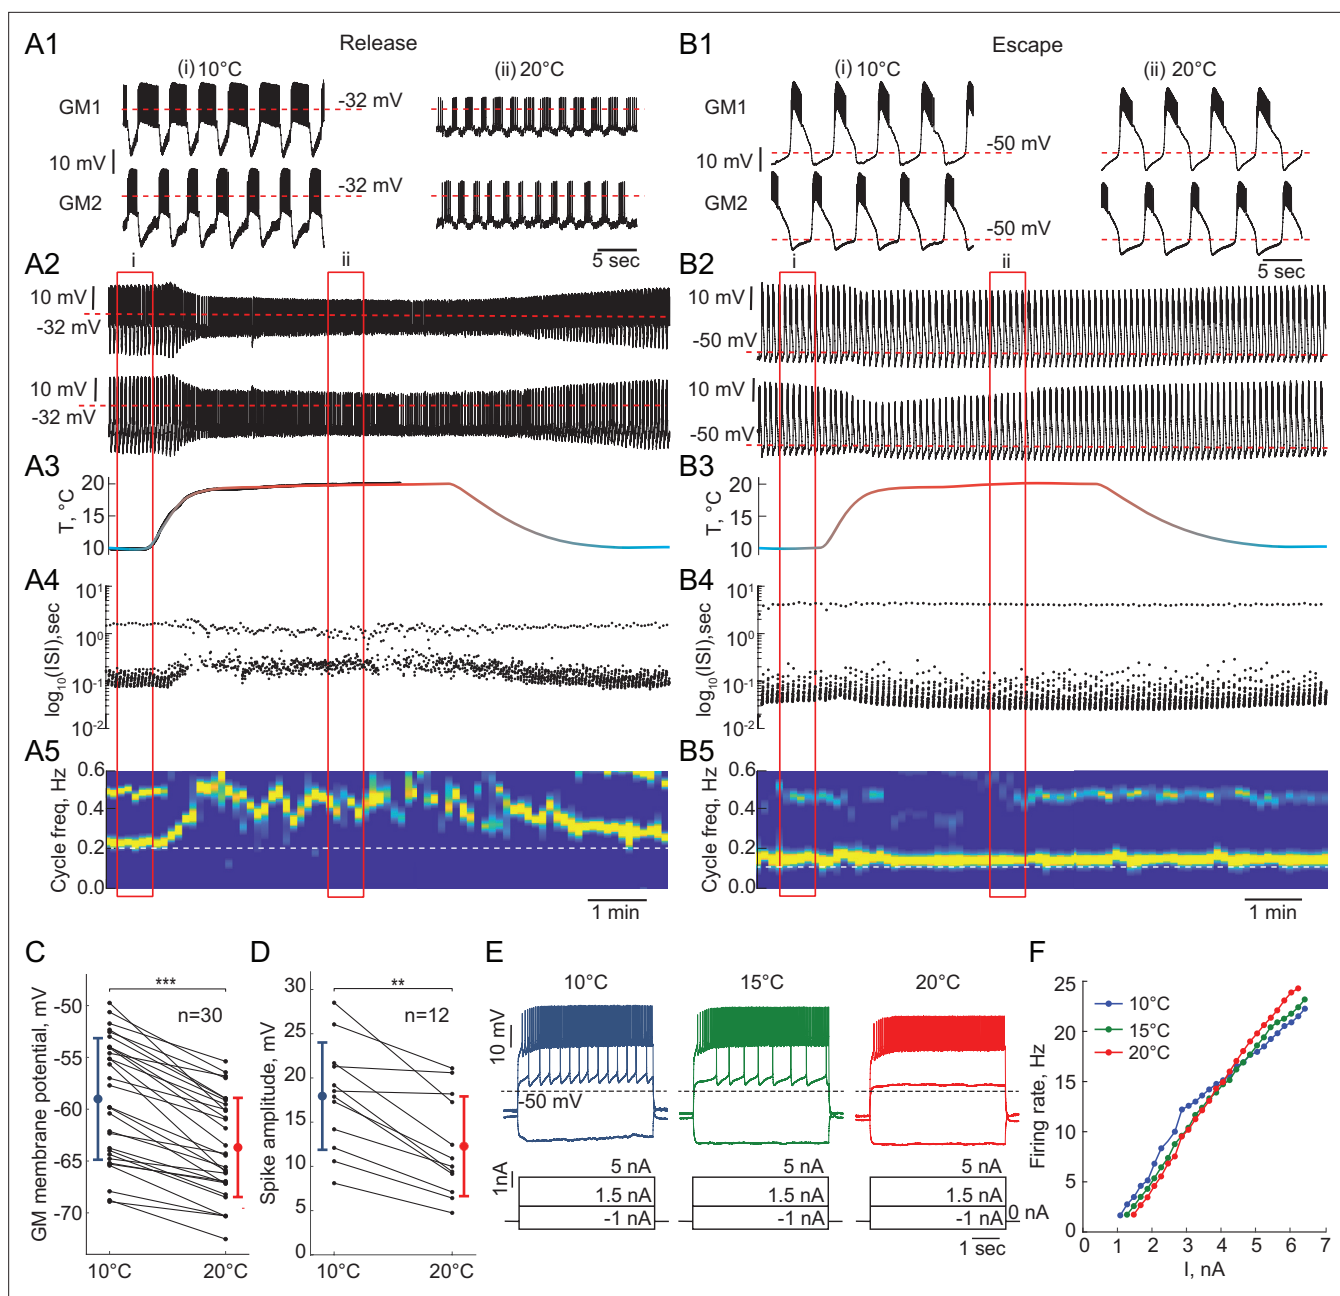 A1
Release
(i) 10°C
(ii) 20°C
GM1
-32 mV
10 mV
GM2
-32 mV
5 sec
B1
Escape
(i) 10°C
(ii) 20°C
GM1
10 mV
-50 mV
GM2
-50 mV
5 sec
A2
i
ii
10 mV
-32 mV
10 mV
-32 mV
B2
i
ii
10 mV
-50 mV
10 mV
-50 mV
A3
T, °C
20
15
10
B3
T, °C
20
15
10
A4
log10(ISI),sec
10^1
10^0
10^-1
10^-2
B4
log10(ISI),sec
10^1
10^0
10^-1
10^-2
A5
Cycle freq, Hz
0.6
0.4
0.2
0.0
1 min
B5
Cycle freq, Hz
0.6
0.4
0.2
0.0
1 min
C
GM membrane potential, mV
***
n=30
-50
-55
-60
-65
-70
10°C
20°C
D
Spike amplitude, mV
**
n=12
30
25
20
15
10
5
0
10°C
20°C
E
10°C
15°C
20°C
10 mV
-50 mV
1nA
5 nA
1.5 nA
-1 nA
5 nA
1.5 nA
-1 nA
5 nA
1.5 nA
-1 nA
0 nA
1 sec
F
Firing rate, Hz
25
20
15
10
5
0
10°C
15°C
20°C
0 1 2 3 4 5 6 7
I, nA